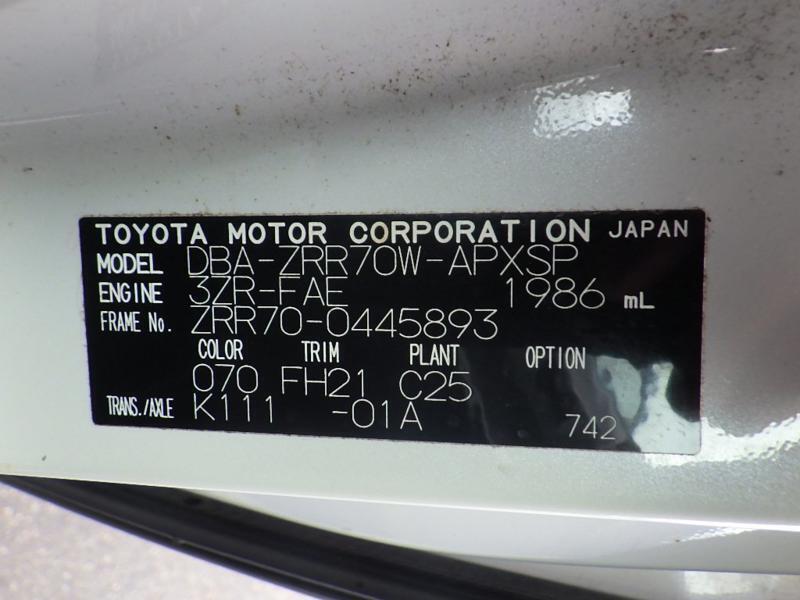 TOYOTA MOTOR CORPORATION JAPAN
MODEL DBA-ZRR70W-APXSP
ENGINE 3ZR-FAE 1986 mL
FRAME No. ZRR70-0445893
COLOR TRIM PLANT OPTION
070 FH21 C25
TRANS./AXLE K111 -01A 742